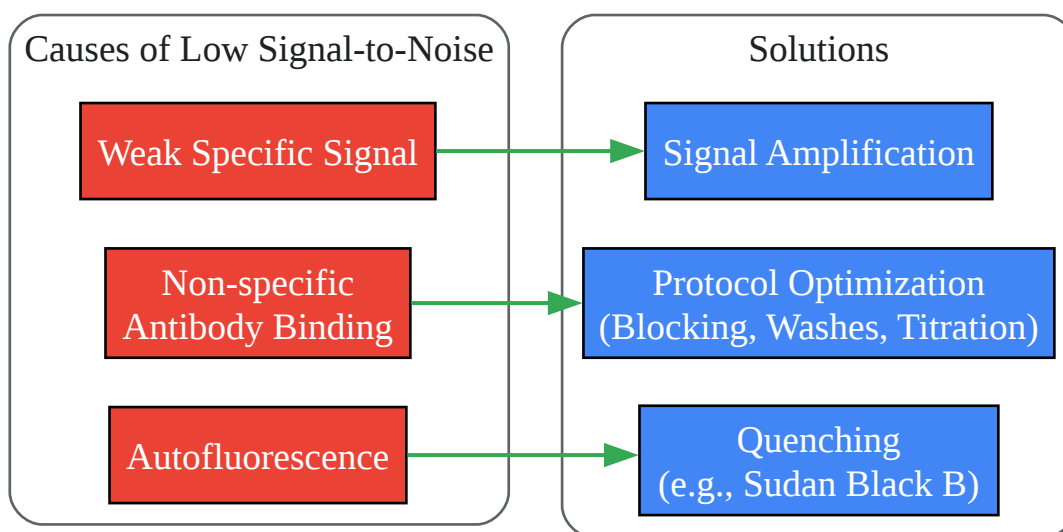 Causes of Low Signal-to-Noise
Weak Specific Signal
Non-specific
Antibody Binding
Autofluorescence
Solutions
Signal Amplification
Protocol Optimization
(Blocking, Washes, Titration)
Quenching
(e.g., Sudan Black B)